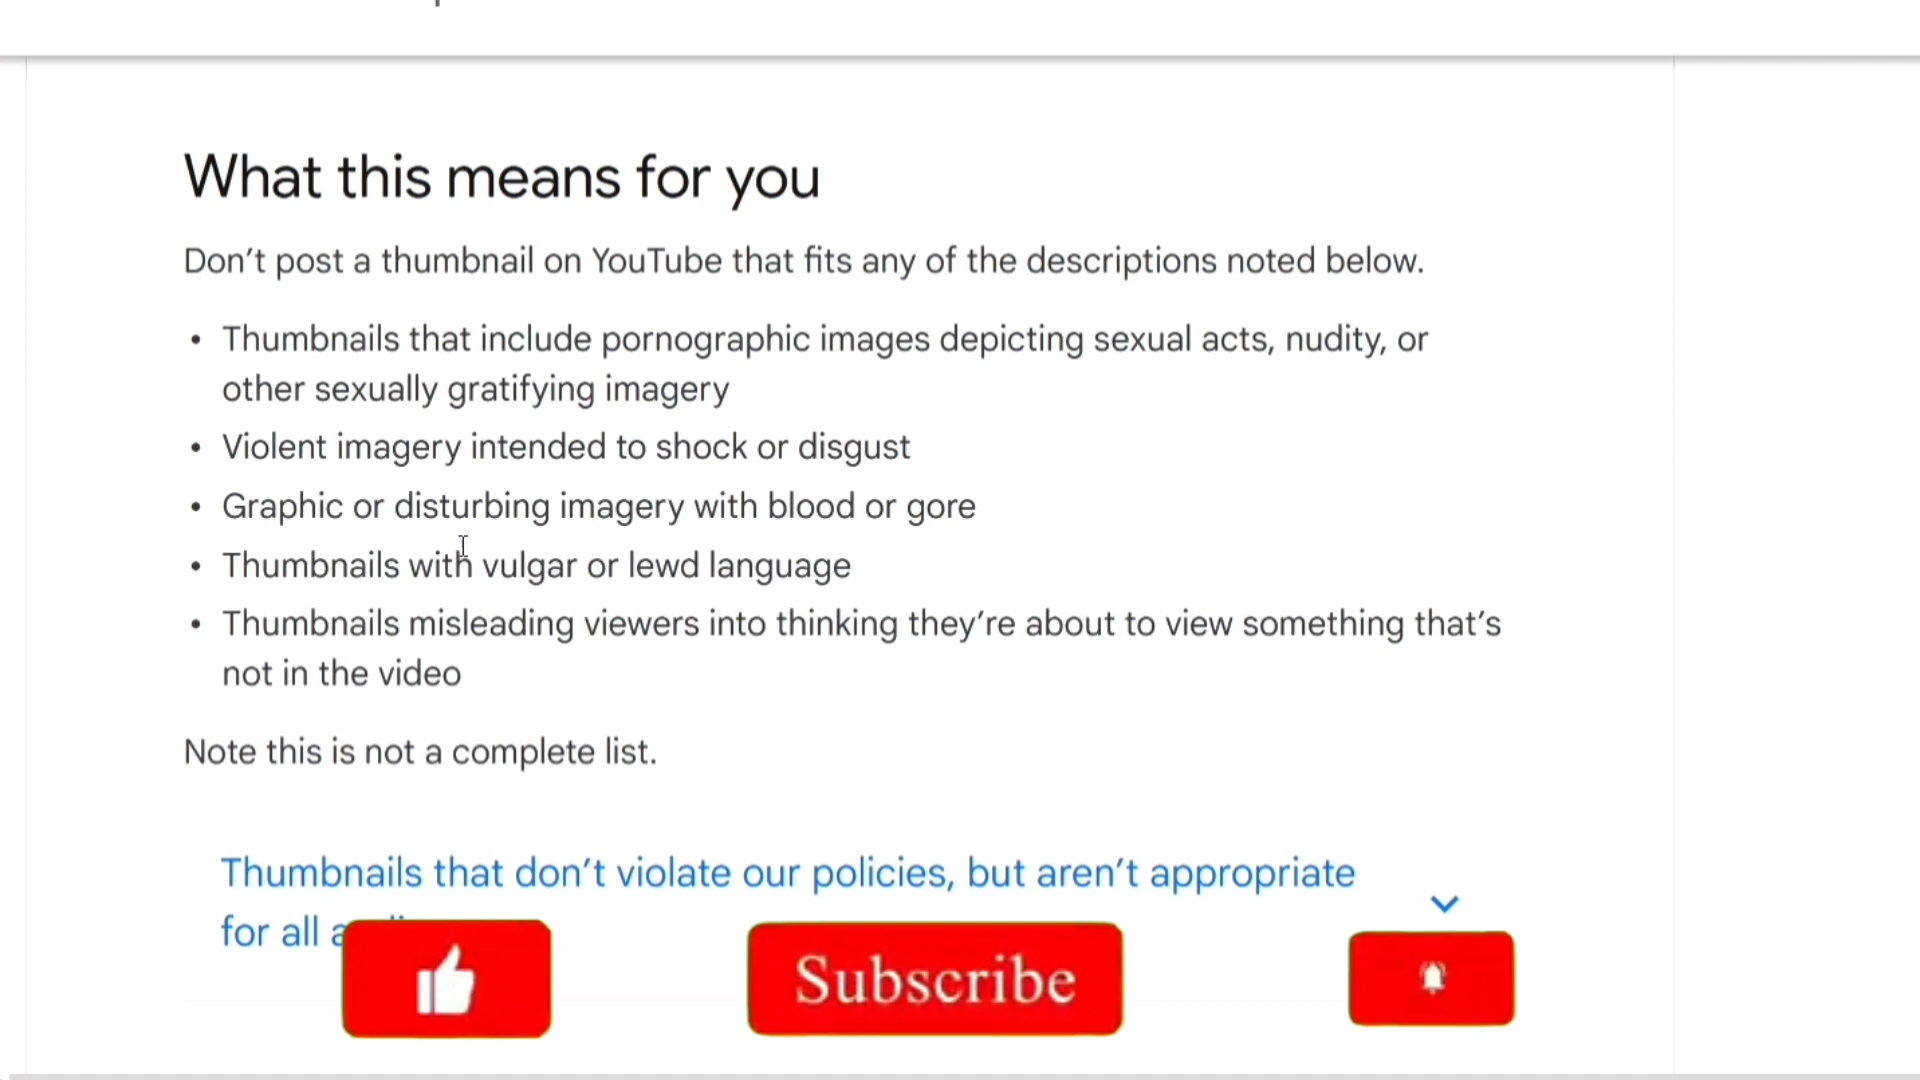 What this means for you
Don't post a thumbnail on YouTube that fits any of the descriptions noted below.
• Thumbnails that include pornographic images depicting sexual acts, nudity, or
other sexually gratifying imagery
• Violent imagery intended to shock or disgust
• Graphic or disturbing imagery with blood or gore
• Thumbnails with vulgar or lewd language
• Thumbnails misleading viewers into thinking they're about to view something that's
not in the video
Note this is not a complete list.
Thumbnails that don't violate our policies, but aren't appropriate
for all
Subscribe